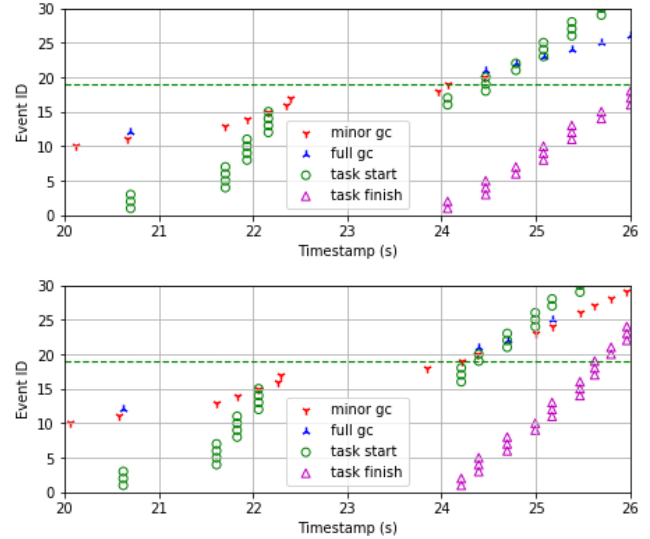 30
25
20
15
10
5
0
Event ID
minor gc
full gc
task start
task finish
20 21 22 23 24 25 26
Timestamp (s)
30
25
20
15
10
5
0
Event ID
minor gc
full gc
task start
task finish
20 21 22 23 24 25 26
Timestamp (s)